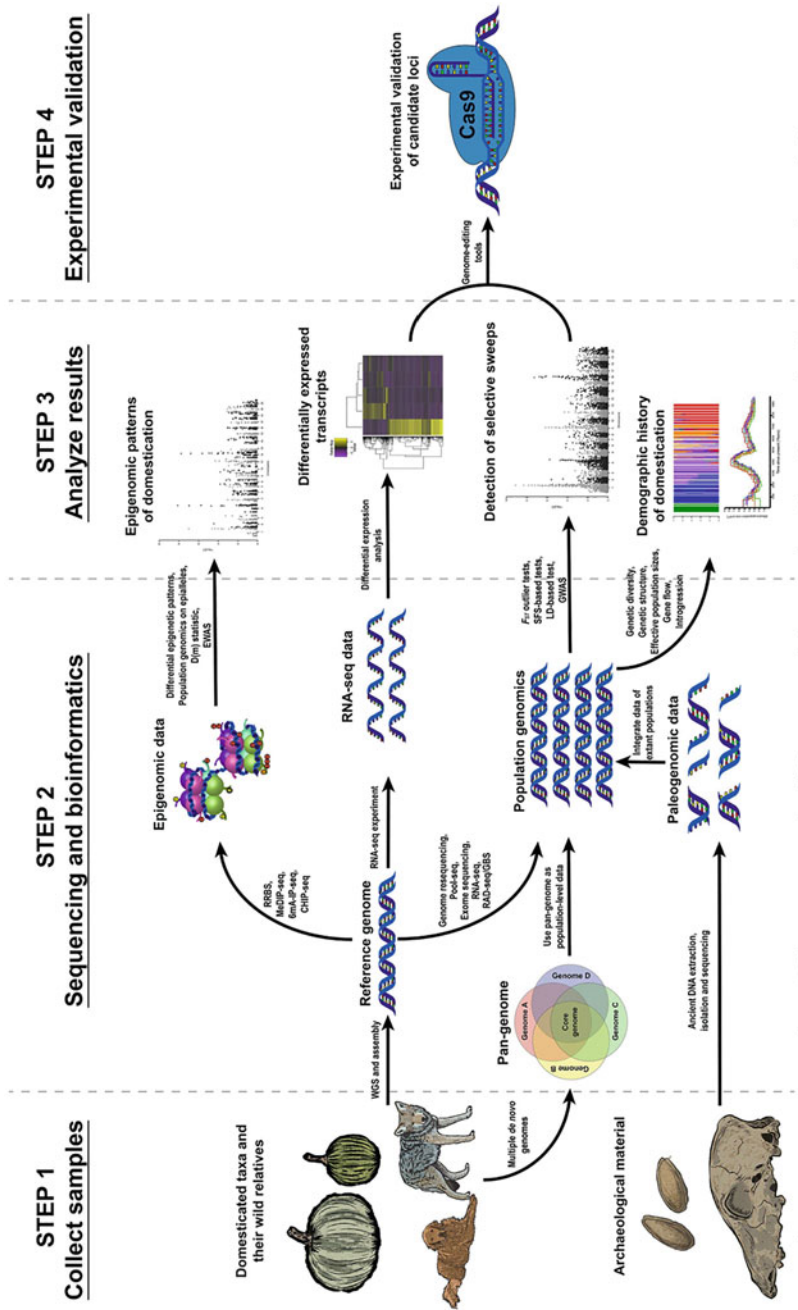 STEP 1
Collect samples
Domesticated taxa and
their wild relatives
Archaeological material
WGS and assembly
Multiple de novo
genomes
Ancient DNA extraction,
isolation and sequencing
STEP 2
Sequencing and bioinformatics
Reference genome
Pan-genome
Genome A
Genome B
Genome C
Genome D
Core
genome
RRBS,
MeDIP-seq,
6mA-IP-seq,
CHIP-seq
RNA-seq experiment
Genome resequencing,
Pool-seq,
Exome sequencing,
RNA-seq,
RAD-seq/GBS
Use pan-genome as
population-level data
Epigenomic data
RNA-seq data
Population genomics
Integrate data of
extant populations
Paleogenomic data
Differential epigenetic patterns,
Population genomics on epialleles,
D(m) statistic,
EWAS
Differential expression
analysis
FST outlier tests,
SFS-based tests,
LD-based test,
GWAS
Genetic diversity,
Genetic structure,
Effective population sizes,
Gene flow,
Introgression
STEP 3
Analyze results
Epigenomic patterns
of domestication
Differentially expressed
transcripts
Detection of selective sweeps
Demographic history
of domestication
Genome-editing
tools
STEP 4
Experimental validation
Experimental validation
of candidate loci
Cas9